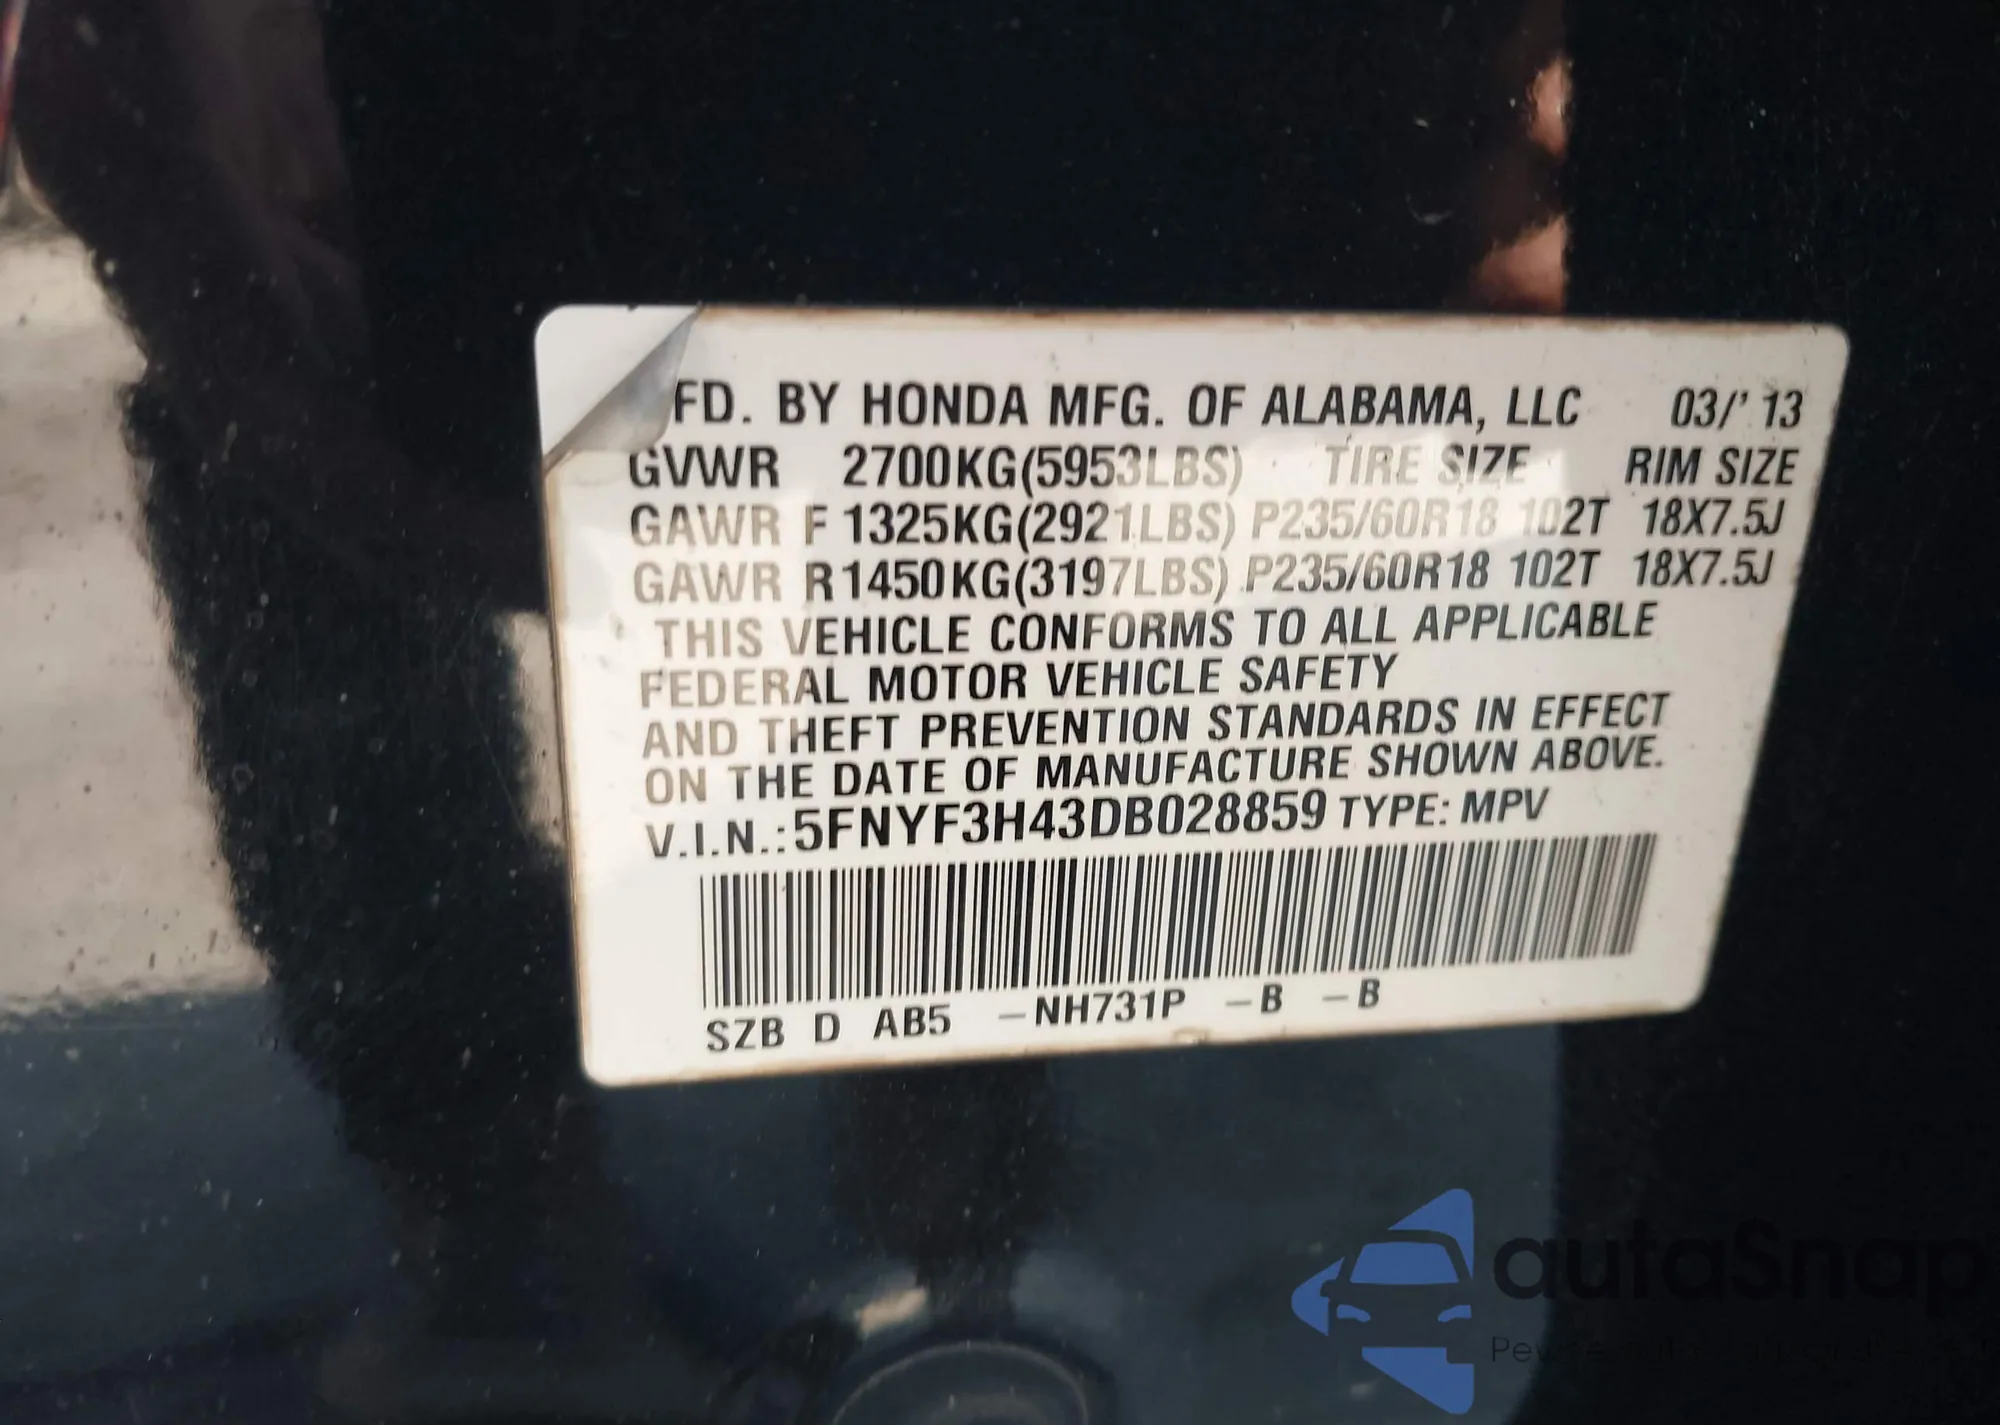 FD. BY HONDA MFG. OF ALABAMA, LLC 03/'13
GVWR 2700KG(5953LBS) TIRE SIZE RIM SIZE
GAWR F 1325KG(2921LBS) P235/60R18 102T 18X7.5J
GAWR R 1450KG(3197LBS) P235/60R18 102T 18X7.5J
THIS VEHICLE CONFORMS TO ALL APPLICABLE
FEDERAL MOTOR VEHICLE SAFETY
AND THEFT PREVENTION STANDARDS IN EFFECT
ON THE DATE OF MANUFACTURE SHOWN ABOVE.
V.I.N.:5FNYF3H43DB028859 TYPE: MPV
SZB D AB5 -NH731P -B -B
autaSnap